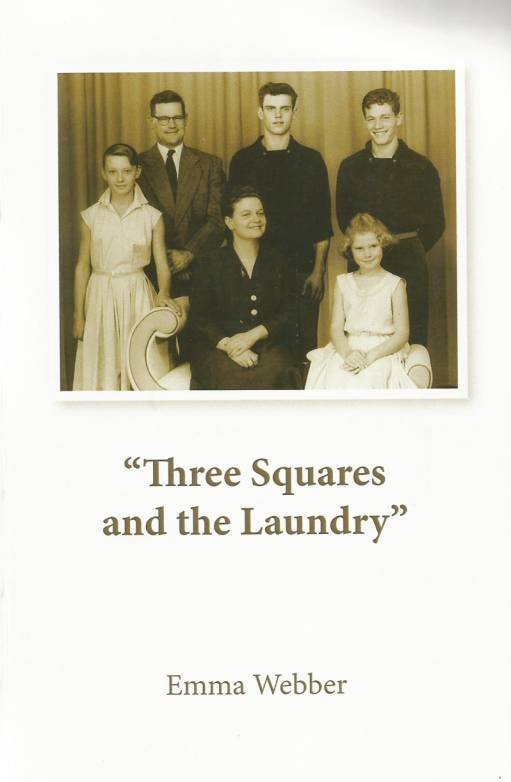 “Three Squares
and the Laundry”
Emma Webber